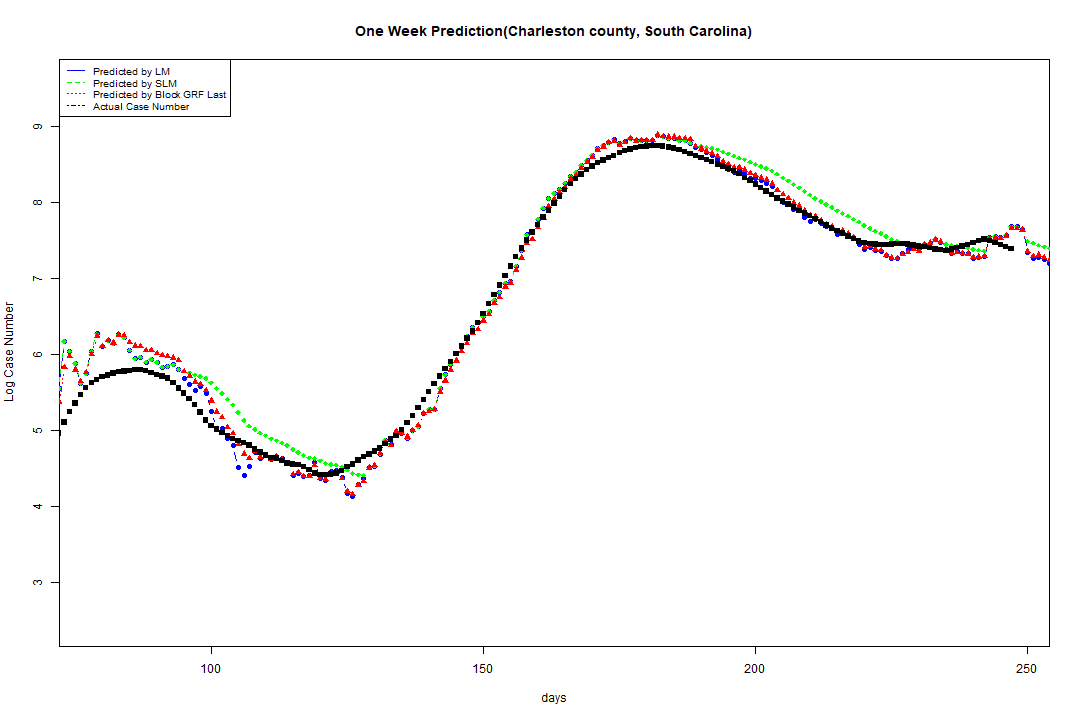 One Week Prediction(Charleston county, South Carolina)
Predicted by LM
Predicted by SLM
Predicted by Block GRF Last
Actual Case Number
9
8
7
6
5
4
3
Log Case Number
100 150 200 250
days